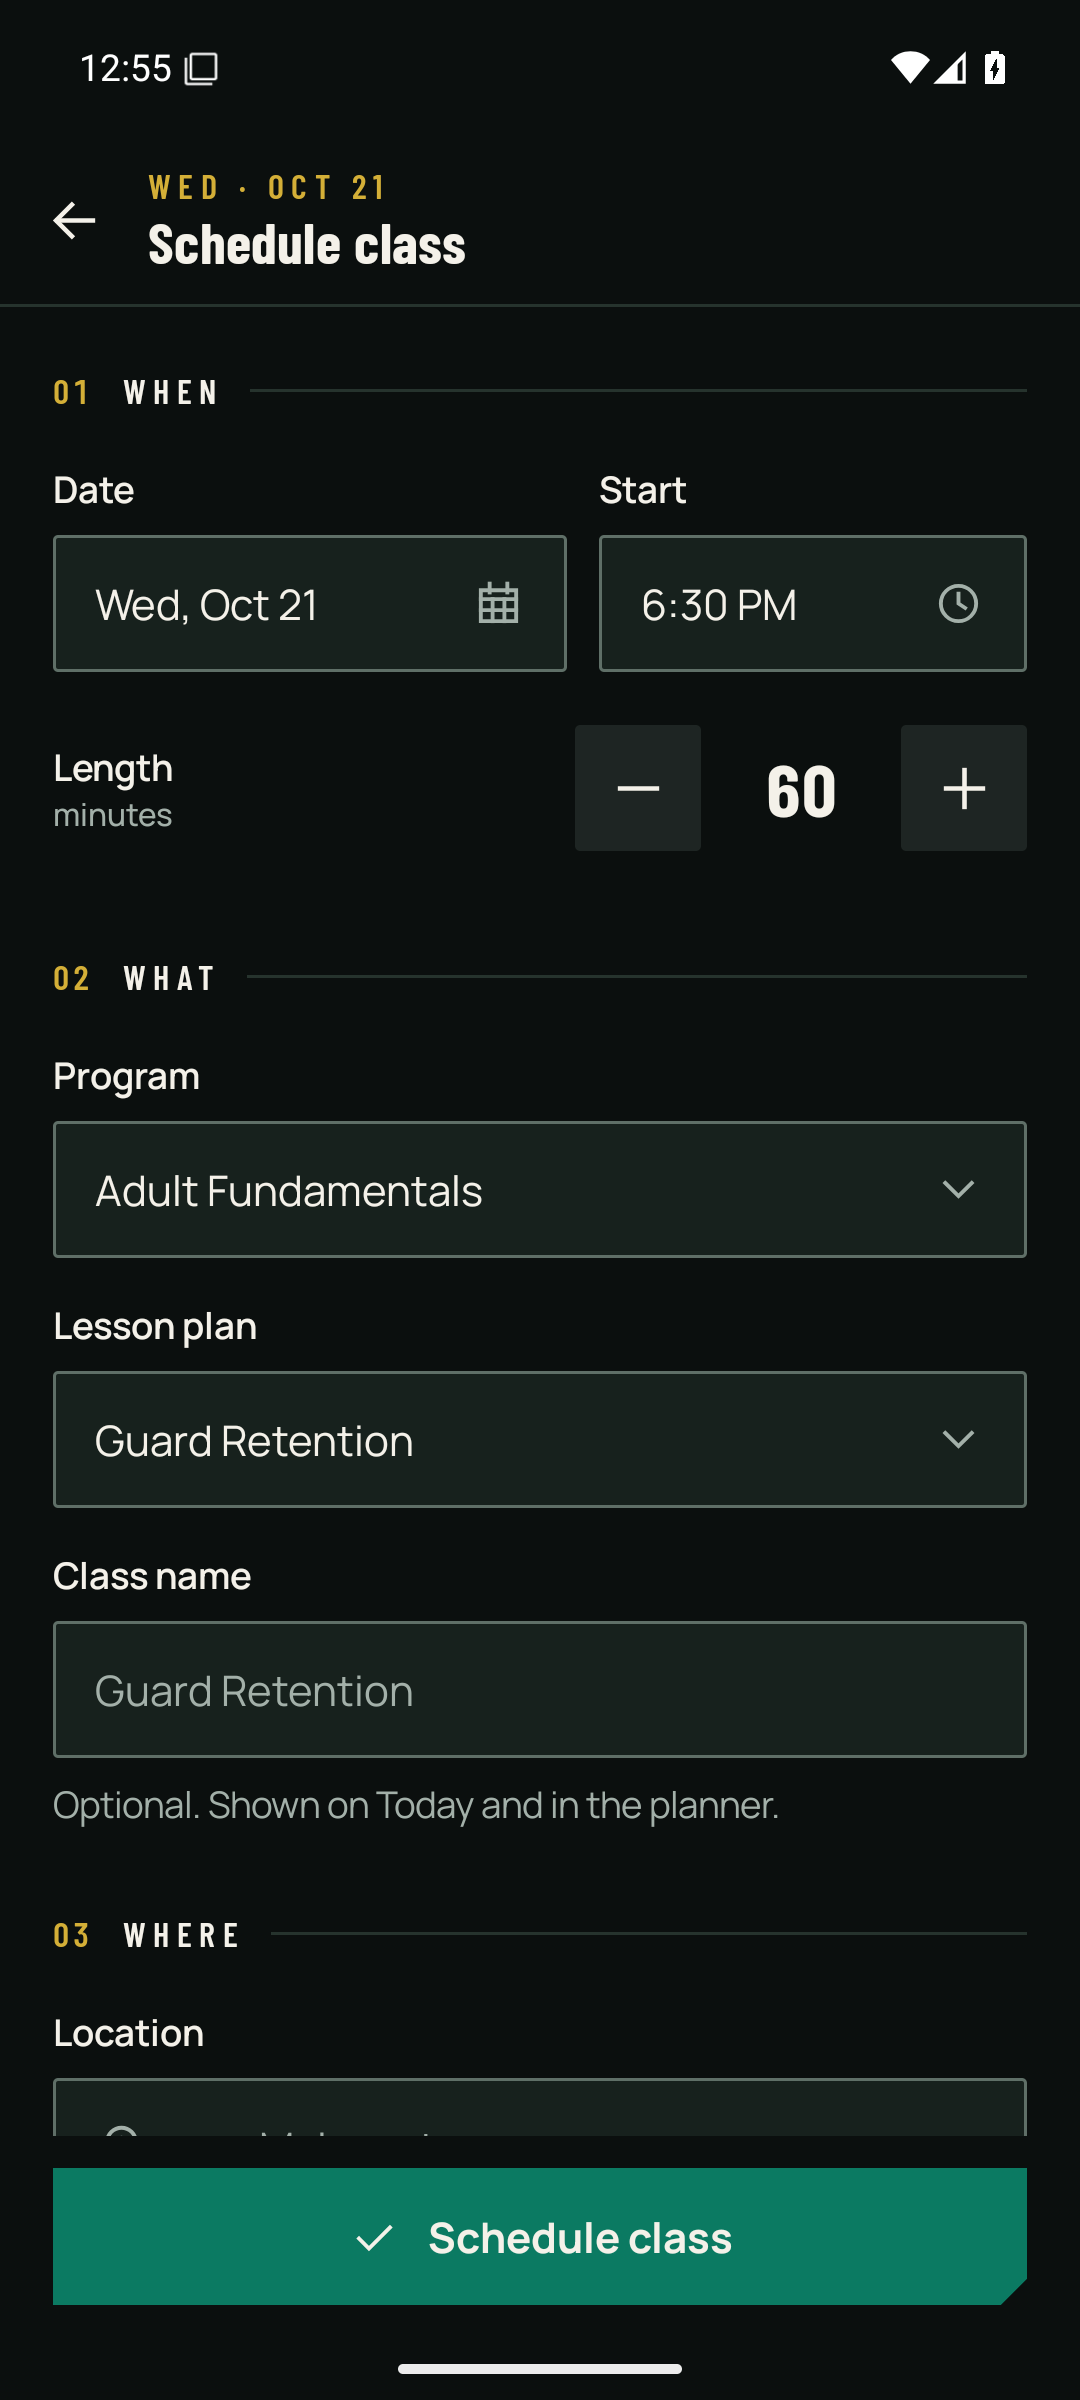 12:55
WED · OCT 21
Schedule class
01 WHEN
Date
Start
Wed, Oct 21
6:30 PM
Length
minutes
60
02 WHAT
Program
Adult Fundamentals
Lesson plan
Guard Retention
Class name
Guard Retention
Optional. Shown on Today and in the planner.
03 WHERE
Location
Schedule class